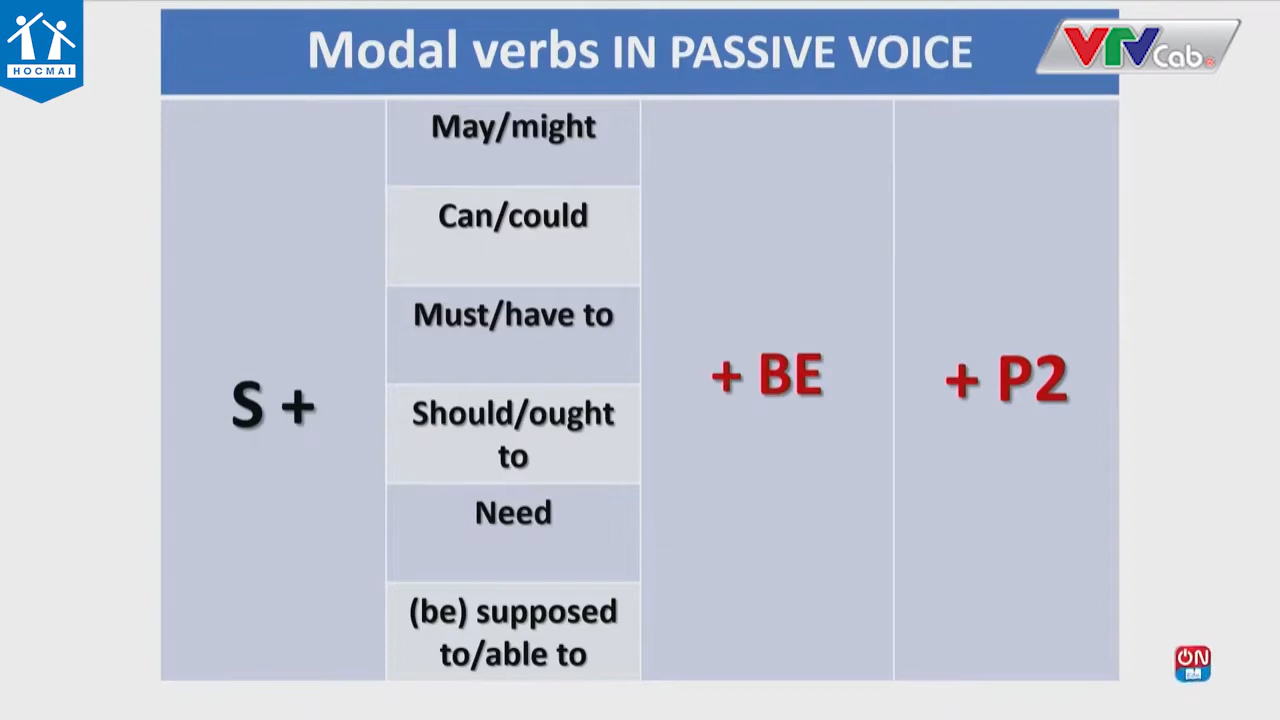 HOCMAI
Modal verbs IN PASSIVE VOICE
VTVCab
S +
May/might
Can/could
Must/have to
Should/ought
to
Need
(be) supposed
to/able to
+ BE
+ P2
ON